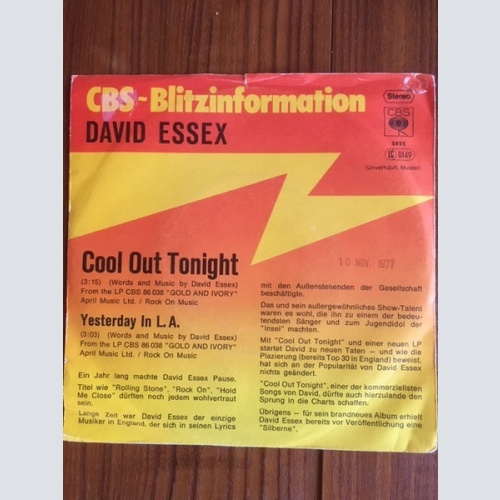 CBS-Blitzinformation
DAVID ESSEX
Stereo
CBS
LC 0149
(Unverkäufl. Muster)
10 NOV. 1977
Cool Out Tonight
(3:15) (Words and Music by David Essex)
From the LP CBS 86038 "GOLD AND IVORY"
April Music Ltd. / Rock On Music
Yesterday In L.A.
(3:03) (Words and Music by David Essex)
From the LP CBS 86038 "GOLD AND IVORY"
April Music Ltd. / Rock On Music
Ein Jahr lang machte David Essex Pause.
Titel wie "Rolling Stone", "Rock On", "Hold
Me Close" dürften noch jedem wohlvertraut
sein.
Lange Zeit war David Essex der einzige
Musiker in England, der sich in seinen Lyrics
mit den Außenstehenden der Gesellschaft
beschäftigte.
Das und sein außergewöhnliches Show-Talent
waren es wohl, die ihn zu einem der bedeu-
tendsten Sänger und zum Jugendidol der
"Insel" machten.
Mit "Cool Out Tonight" und einer neuen LP
startet David zu neuen Taten – und wie die
Plazierung (bereits Top 30 in England) beweist,
hat sich an der Popularität von David Essex
nichts geändert.
"Cool Out Tonight", einer der kommerziellsten
Songs von David, dürfte auch hierzulande den
Sprung in die Charts schaffen.
Übrigens – für sein brandneues Album erhielt
David Essex bereits vor Veröffentlichung eine
"Silberne".